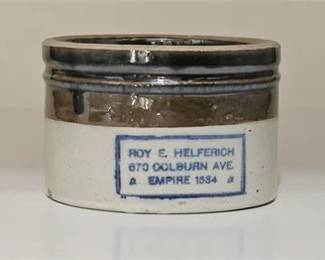 ROY E. HELFERICH
670 COLBURN AVE.
EMPIRE 1534